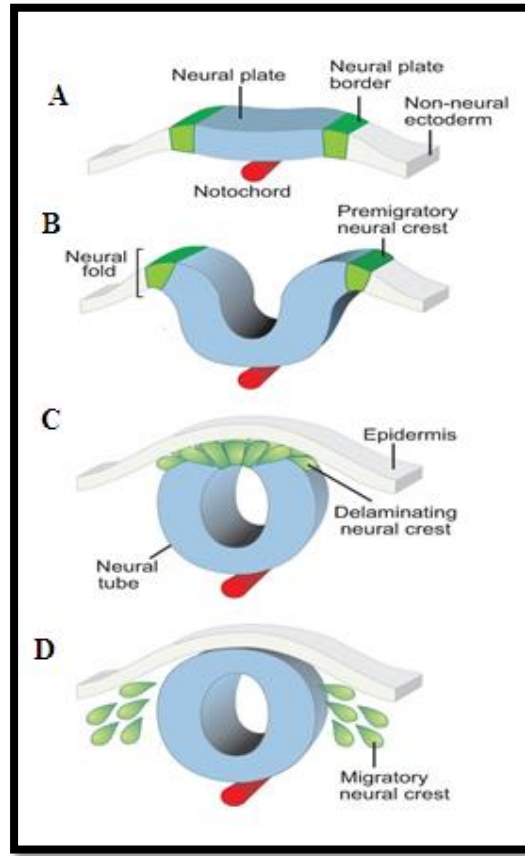 A
Neural plate
Neural plate
border
Non-neural
ectoderm
Notochord
B
Premigratory
neural crest
Neural
fold
C
Epidermis
Delaminating
neural crest
Neural
tube
D
Migratory
neural crest